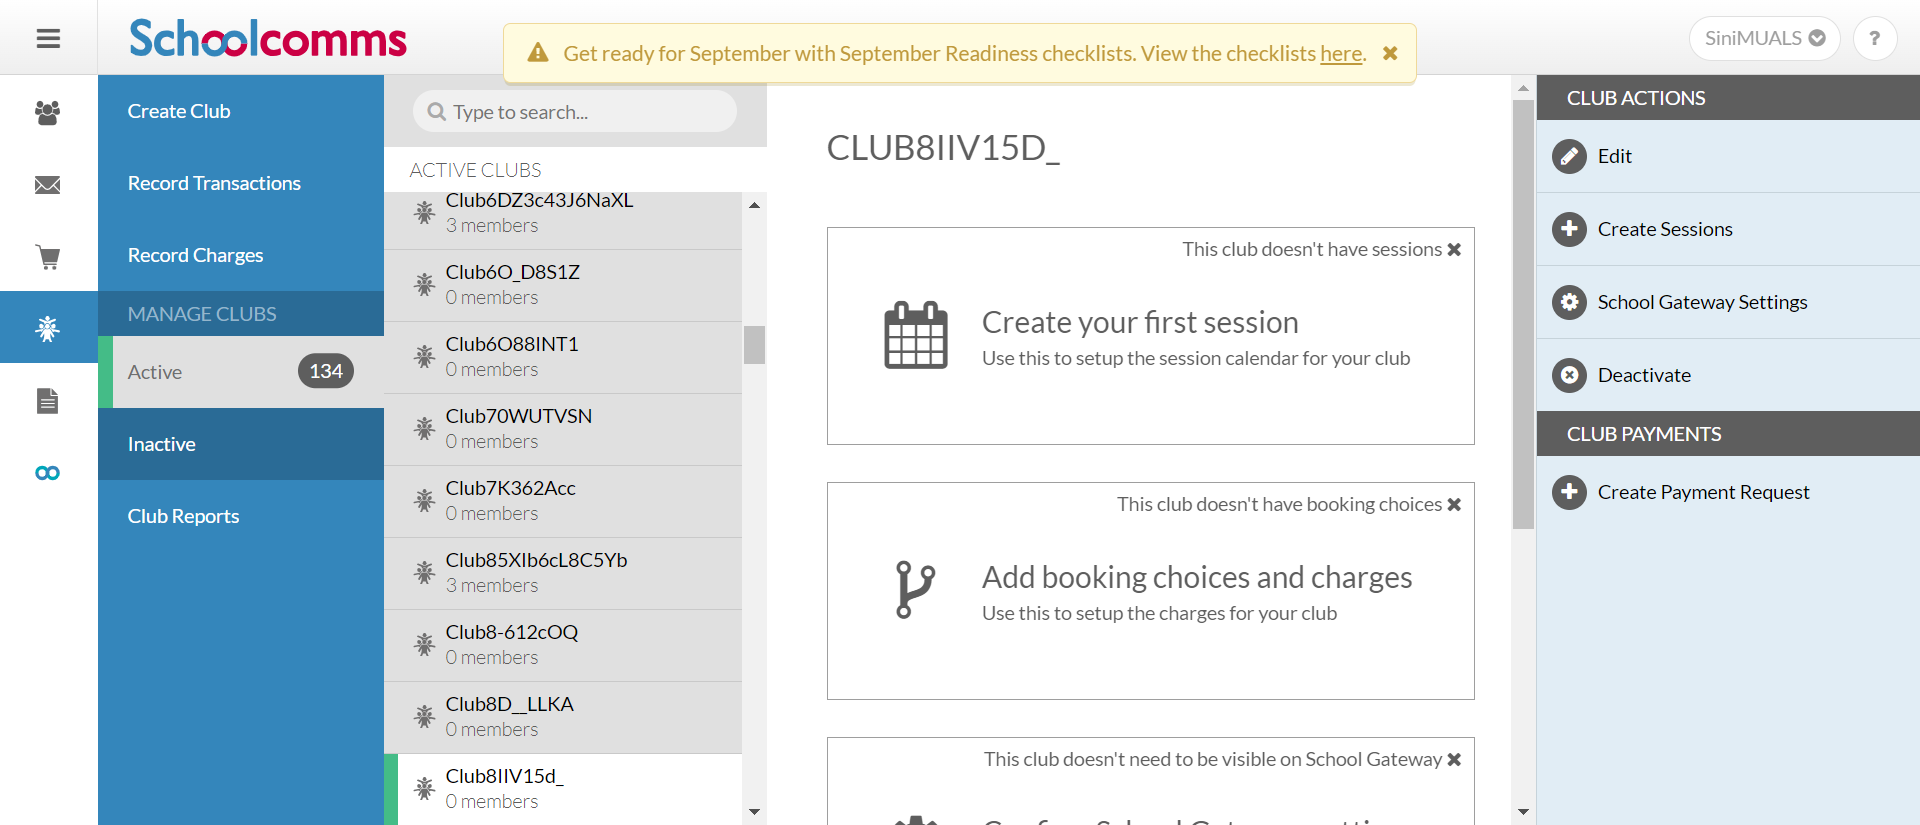 Schoolcomms
Get ready for September with September Readiness checklists. View the checklists here.
SiniMUALS
?
Create Club
Record Transactions
Record Charges
MANAGE CLUBS
Active
134
Inactive
Club Reports
Type to search...
ACTIVE CLUBS
Club6DZ3c43J6NaXL
3 members
Club6O_D8S1Z
0 members
Club6O88INT1
0 members
Club70WUTVSN
0 members
Club7K362Acc
0 members
Club85XIb6cL8C5Yb
3 members
Club8-612cOQ
0 members
Club8D__LLKA
0 members
Club8IIV15d_
0 members
CLUB8IIV15D_
This club doesn't have sessions
Create your first session
Use this to setup the session calendar for your club
This club doesn't have booking choices
Add booking choices and charges
Use this to setup the charges for your club
This club doesn't need to be visible on School Gateway
CLUB ACTIONS
Edit
Create Sessions
School Gateway Settings
Deactivate
CLUB PAYMENTS
Create Payment Request